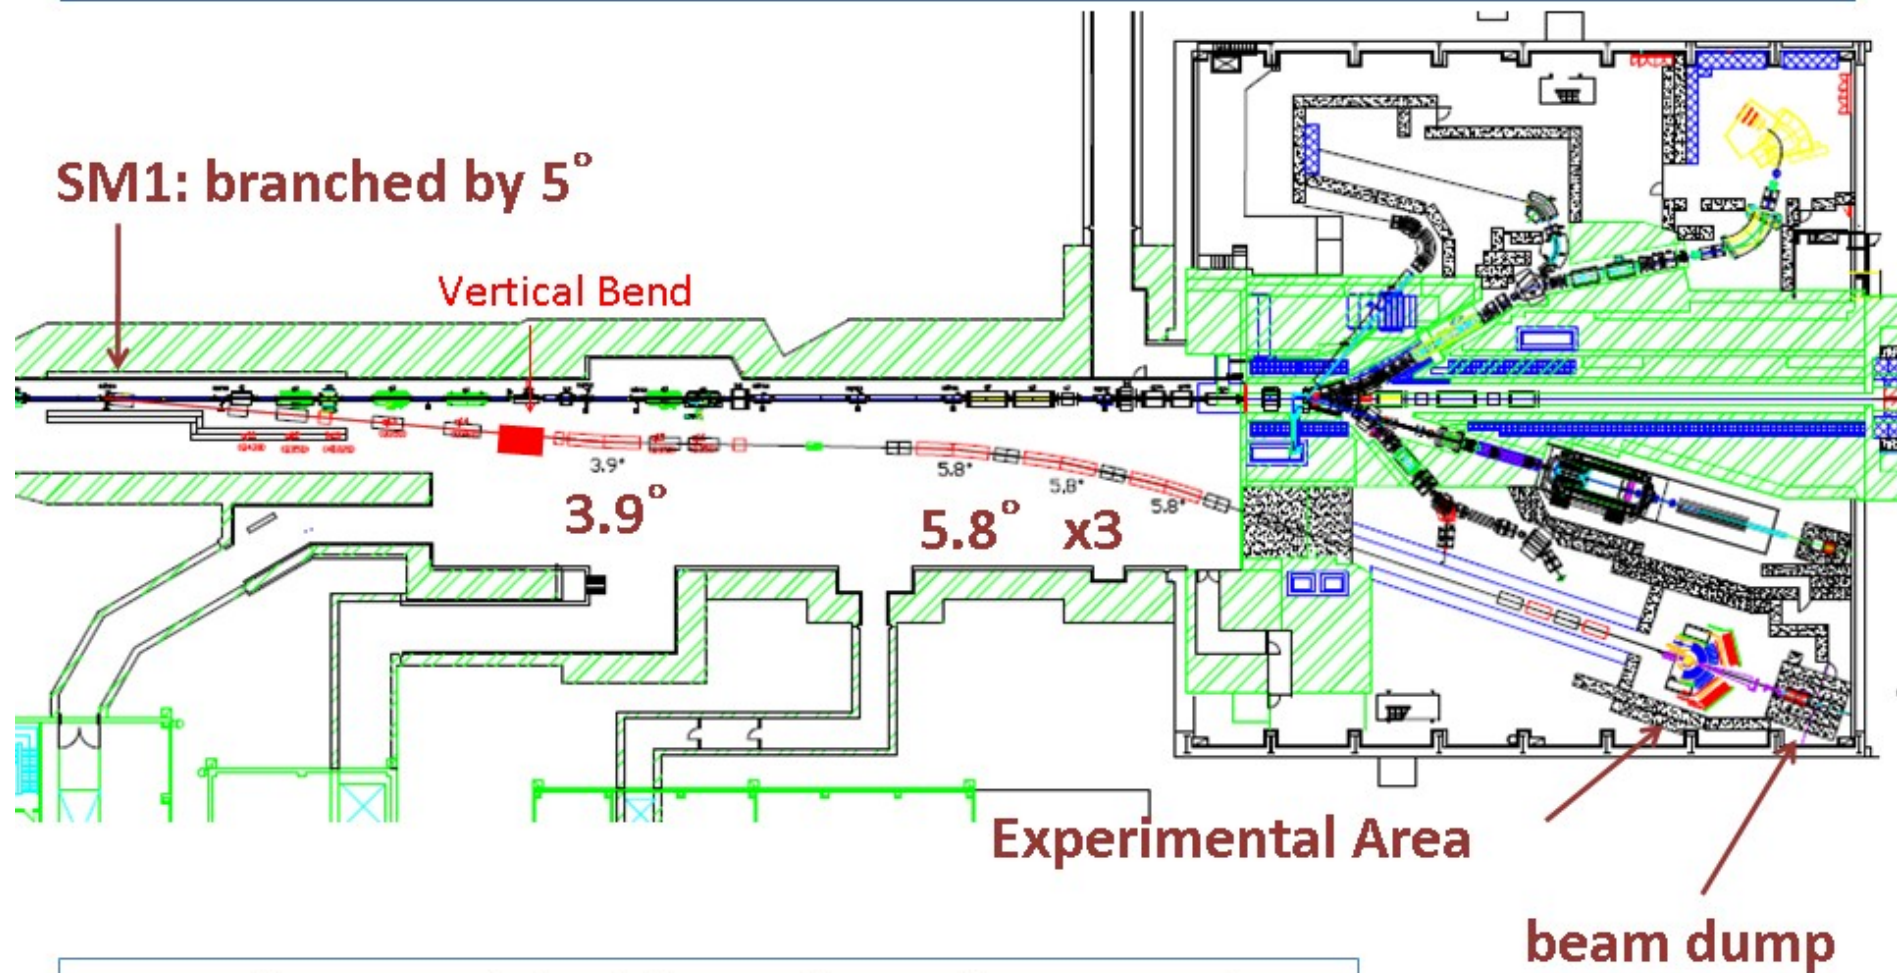 SM1: branched by 5°
Vertical Bend
3.9°
5.8°
5.8°
5.8°
3.9°
5.8° x3
Experimental Area
beam dump